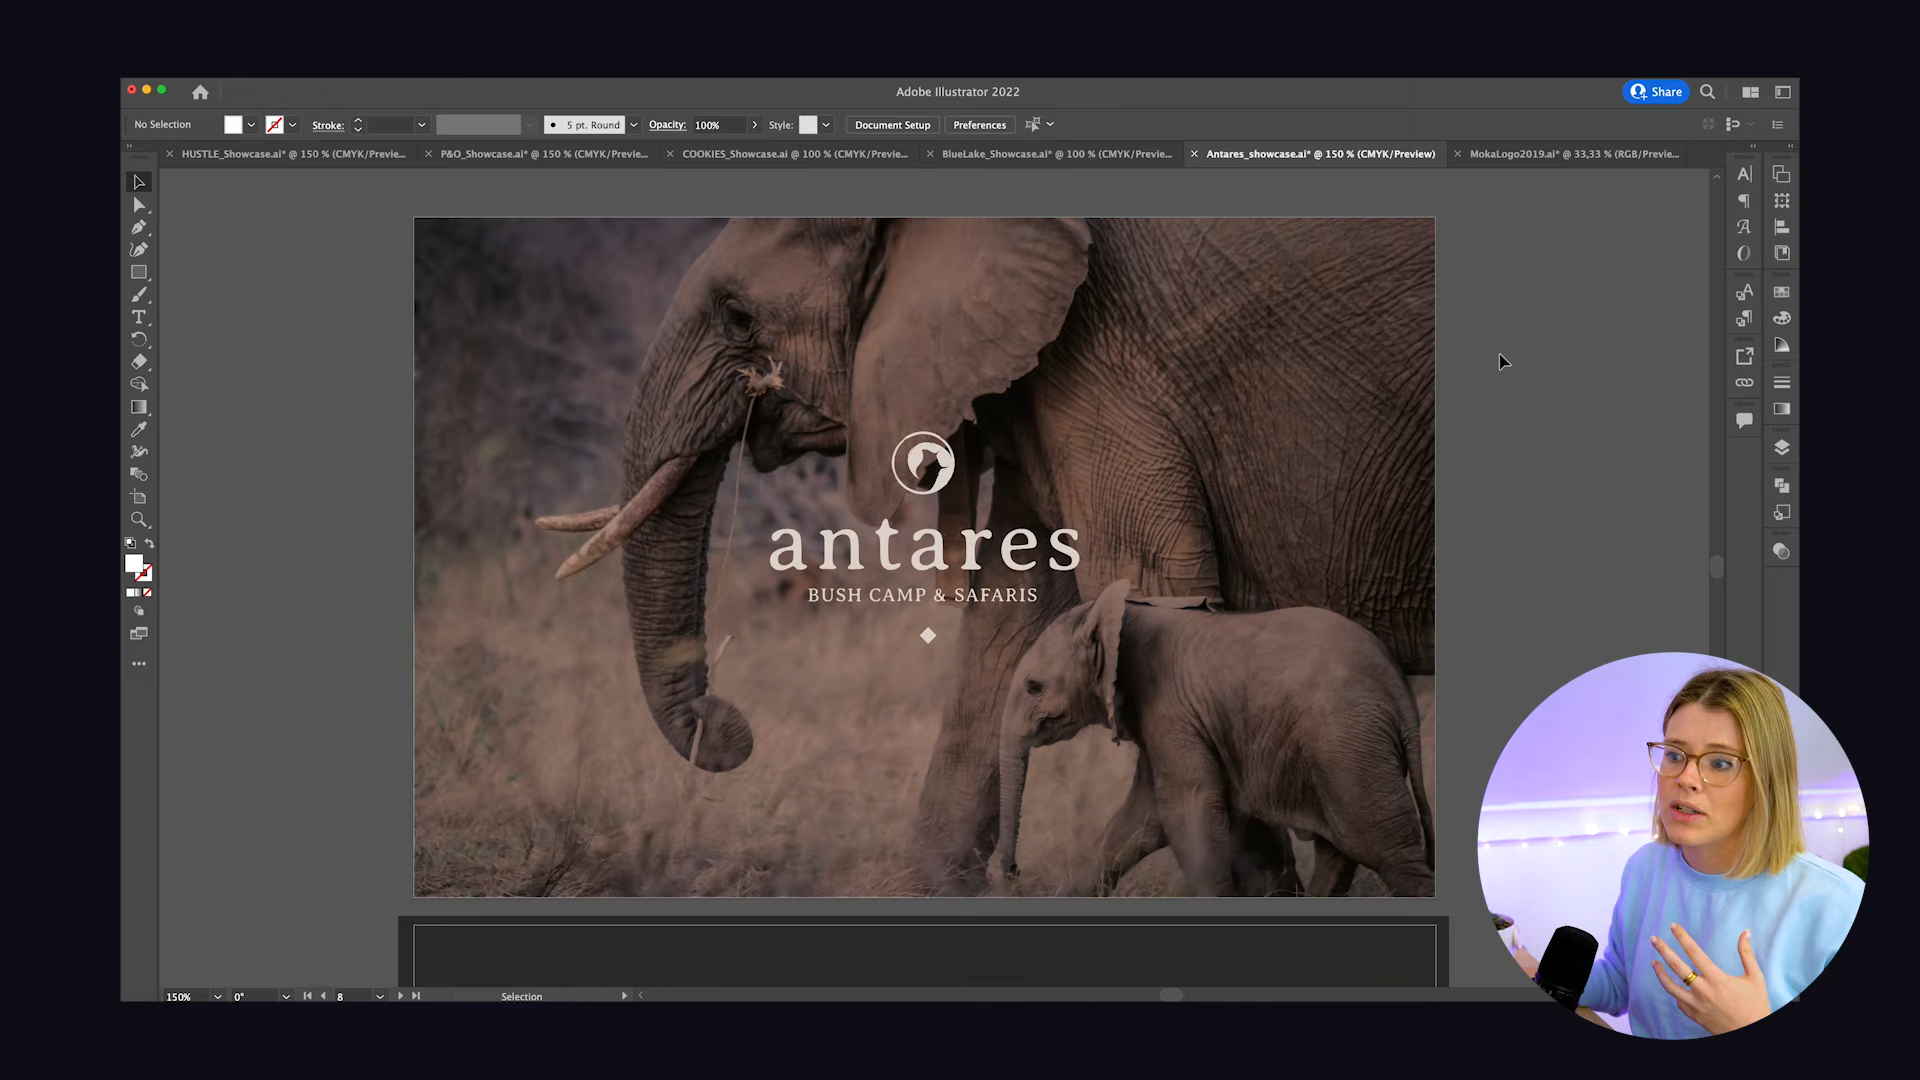 Adobe Illustrator 2022
Share
No Selection
Stroke:
5 pt. Round
Opacity:
100%
Style:
Document Setup
Preferences
HUSTLE_Showcase.ai* @ 150 % (CMYK/Previe...
P&O_Showcase.ai* @ 150 % (CMYK/Previe...
COOKIES_Showcase.ai @ 100 % (CMYK/Previe...
BlueLake_Showcase.ai* @ 100 % (CMYK/Previe...
Antares_showcase.ai* @ 150 % (CMYK/Preview)
MokaLogo2019.ai* @ 33,33 % (RGB/Previe...
antares
BUSH CAMP & SAFARIS
150%
0°
8
Selection